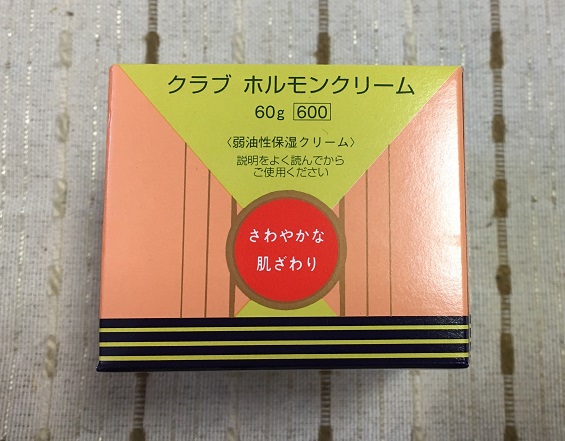 クラブ ホルモンクリーム
60g 600
〈弱油性保湿クリーム〉
説明をよく読んでから
ご使用ください
さわやかな
肌ざわり